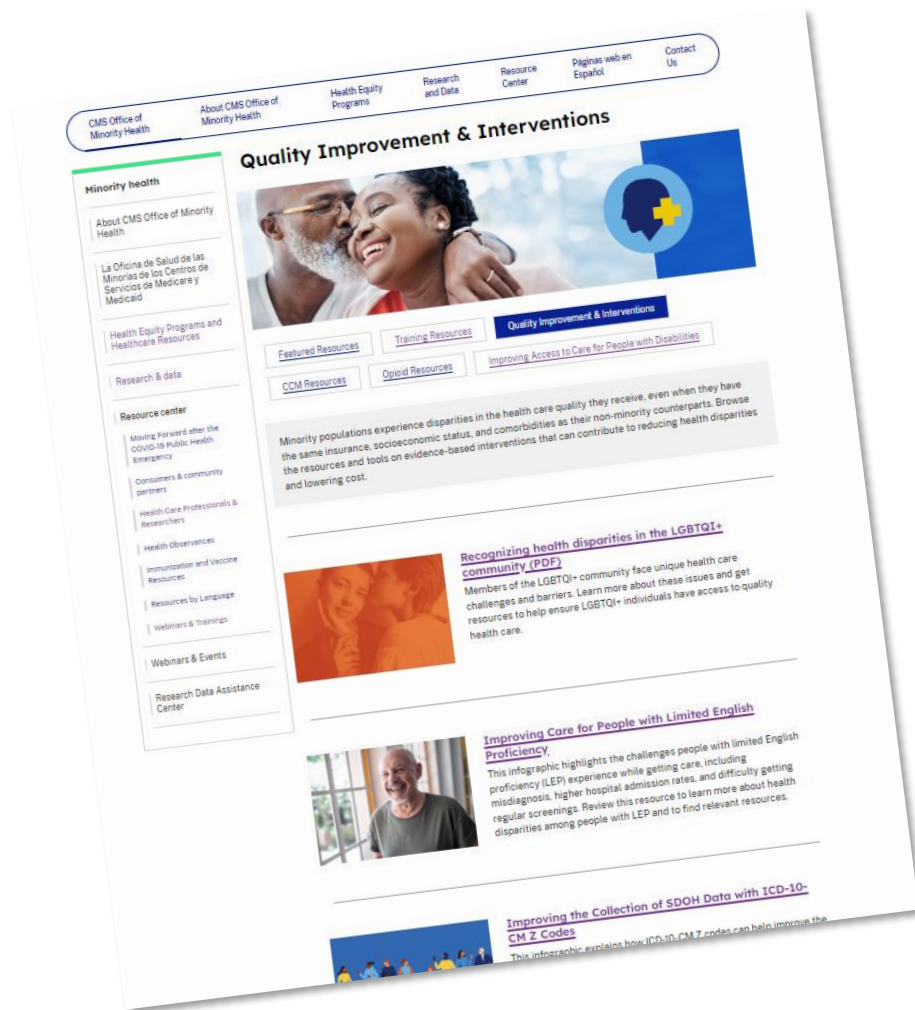 CMS Office of
Minority Health
About CMS Office of
Minority Health
Health Equity
Programs
Research
and Data
Resource
Center
Páginas web en
Español
Contact
Us
Minority health
About CMS Office of Minority
Health
La Oficina de Salud de las
Minorías de los Centros de
Servicios de Medicare y
Medicaid
Health Equity Programs and
Healthcare Resources
Research & data
Resource center
Moving Forward after the
COVID-19 Public Health
Emergency
Consumers & community
partners
Health Care Professionals &
Researchers
Health Observances
Immunization and Vaccine
Resources
Resources by Language
Webinars & Trainings
Webinars & Events
Research Data Assistance
Center
Quality Improvement & Interventions
Featured Resources
Training Resources
Quality Improvement & Interventions
CCM Resources
Opioid Resources
Improving Access to Care for People with Disabilities
Minority populations experience disparities in the health care quality they receive, even when they have
the same insurance, socioeconomic status, and comorbidities as their non-minority counterparts. Browse
the resources and tools on evidence-based interventions that can contribute to reducing health disparities
and lowering cost.
Recognizing health disparities in the LGBTQI+
community (PDF)
Members of the LGBTQI+ community face unique health care
challenges and barriers. Learn more about these issues and get
resources to help ensure LGBTQI+ individuals have access to quality
health care.
Improving Care for People with Limited English
Proficiency
This infographic highlights the challenges people with limited English
proficiency (LEP) experience while getting care, including
misdiagnosis, higher hospital admission rates, and difficulty getting
regular screenings. Review this resource to learn more about health
disparities among people with LEP and to find relevant resources.
Improving the Collection of SDOH Data with ICD-10-
CM Z Codes
This infographic explains how ICD-10-CM Z codes can help improve the